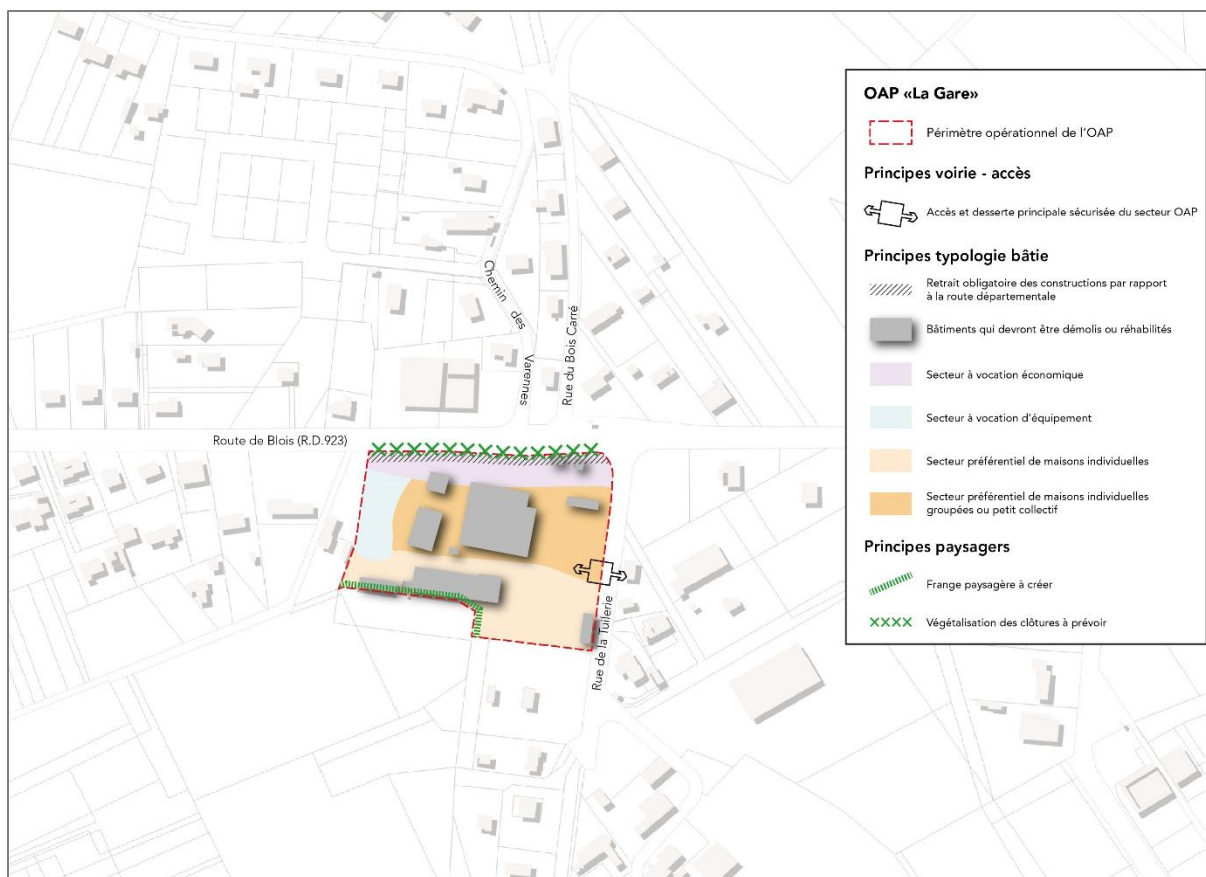 OAP «La Gare»
Périmètre opérationnel de l'OAP
Principes voirie - accès
Accès et desserte principale sécurisée du secteur OAP
Principes typologie bâtie
Retrait obligatoire des constructions par rapport
à la route départementale
Bâtiments qui devront être démolis ou réhabilités
Secteur à vocation économique
Secteur à vocation d'équipement
Secteur préférentiel de maisons individuelles
Secteur préférentiel de maisons individuelles
groupées ou petit collectif
Principes paysagers
Frange paysagère à créer
Végétalisation des clôtures à prévoir
Chemin des Varennes
Rue du Bois Carré
Route de Blois (R.D.923)
Rue de la Tuilerie